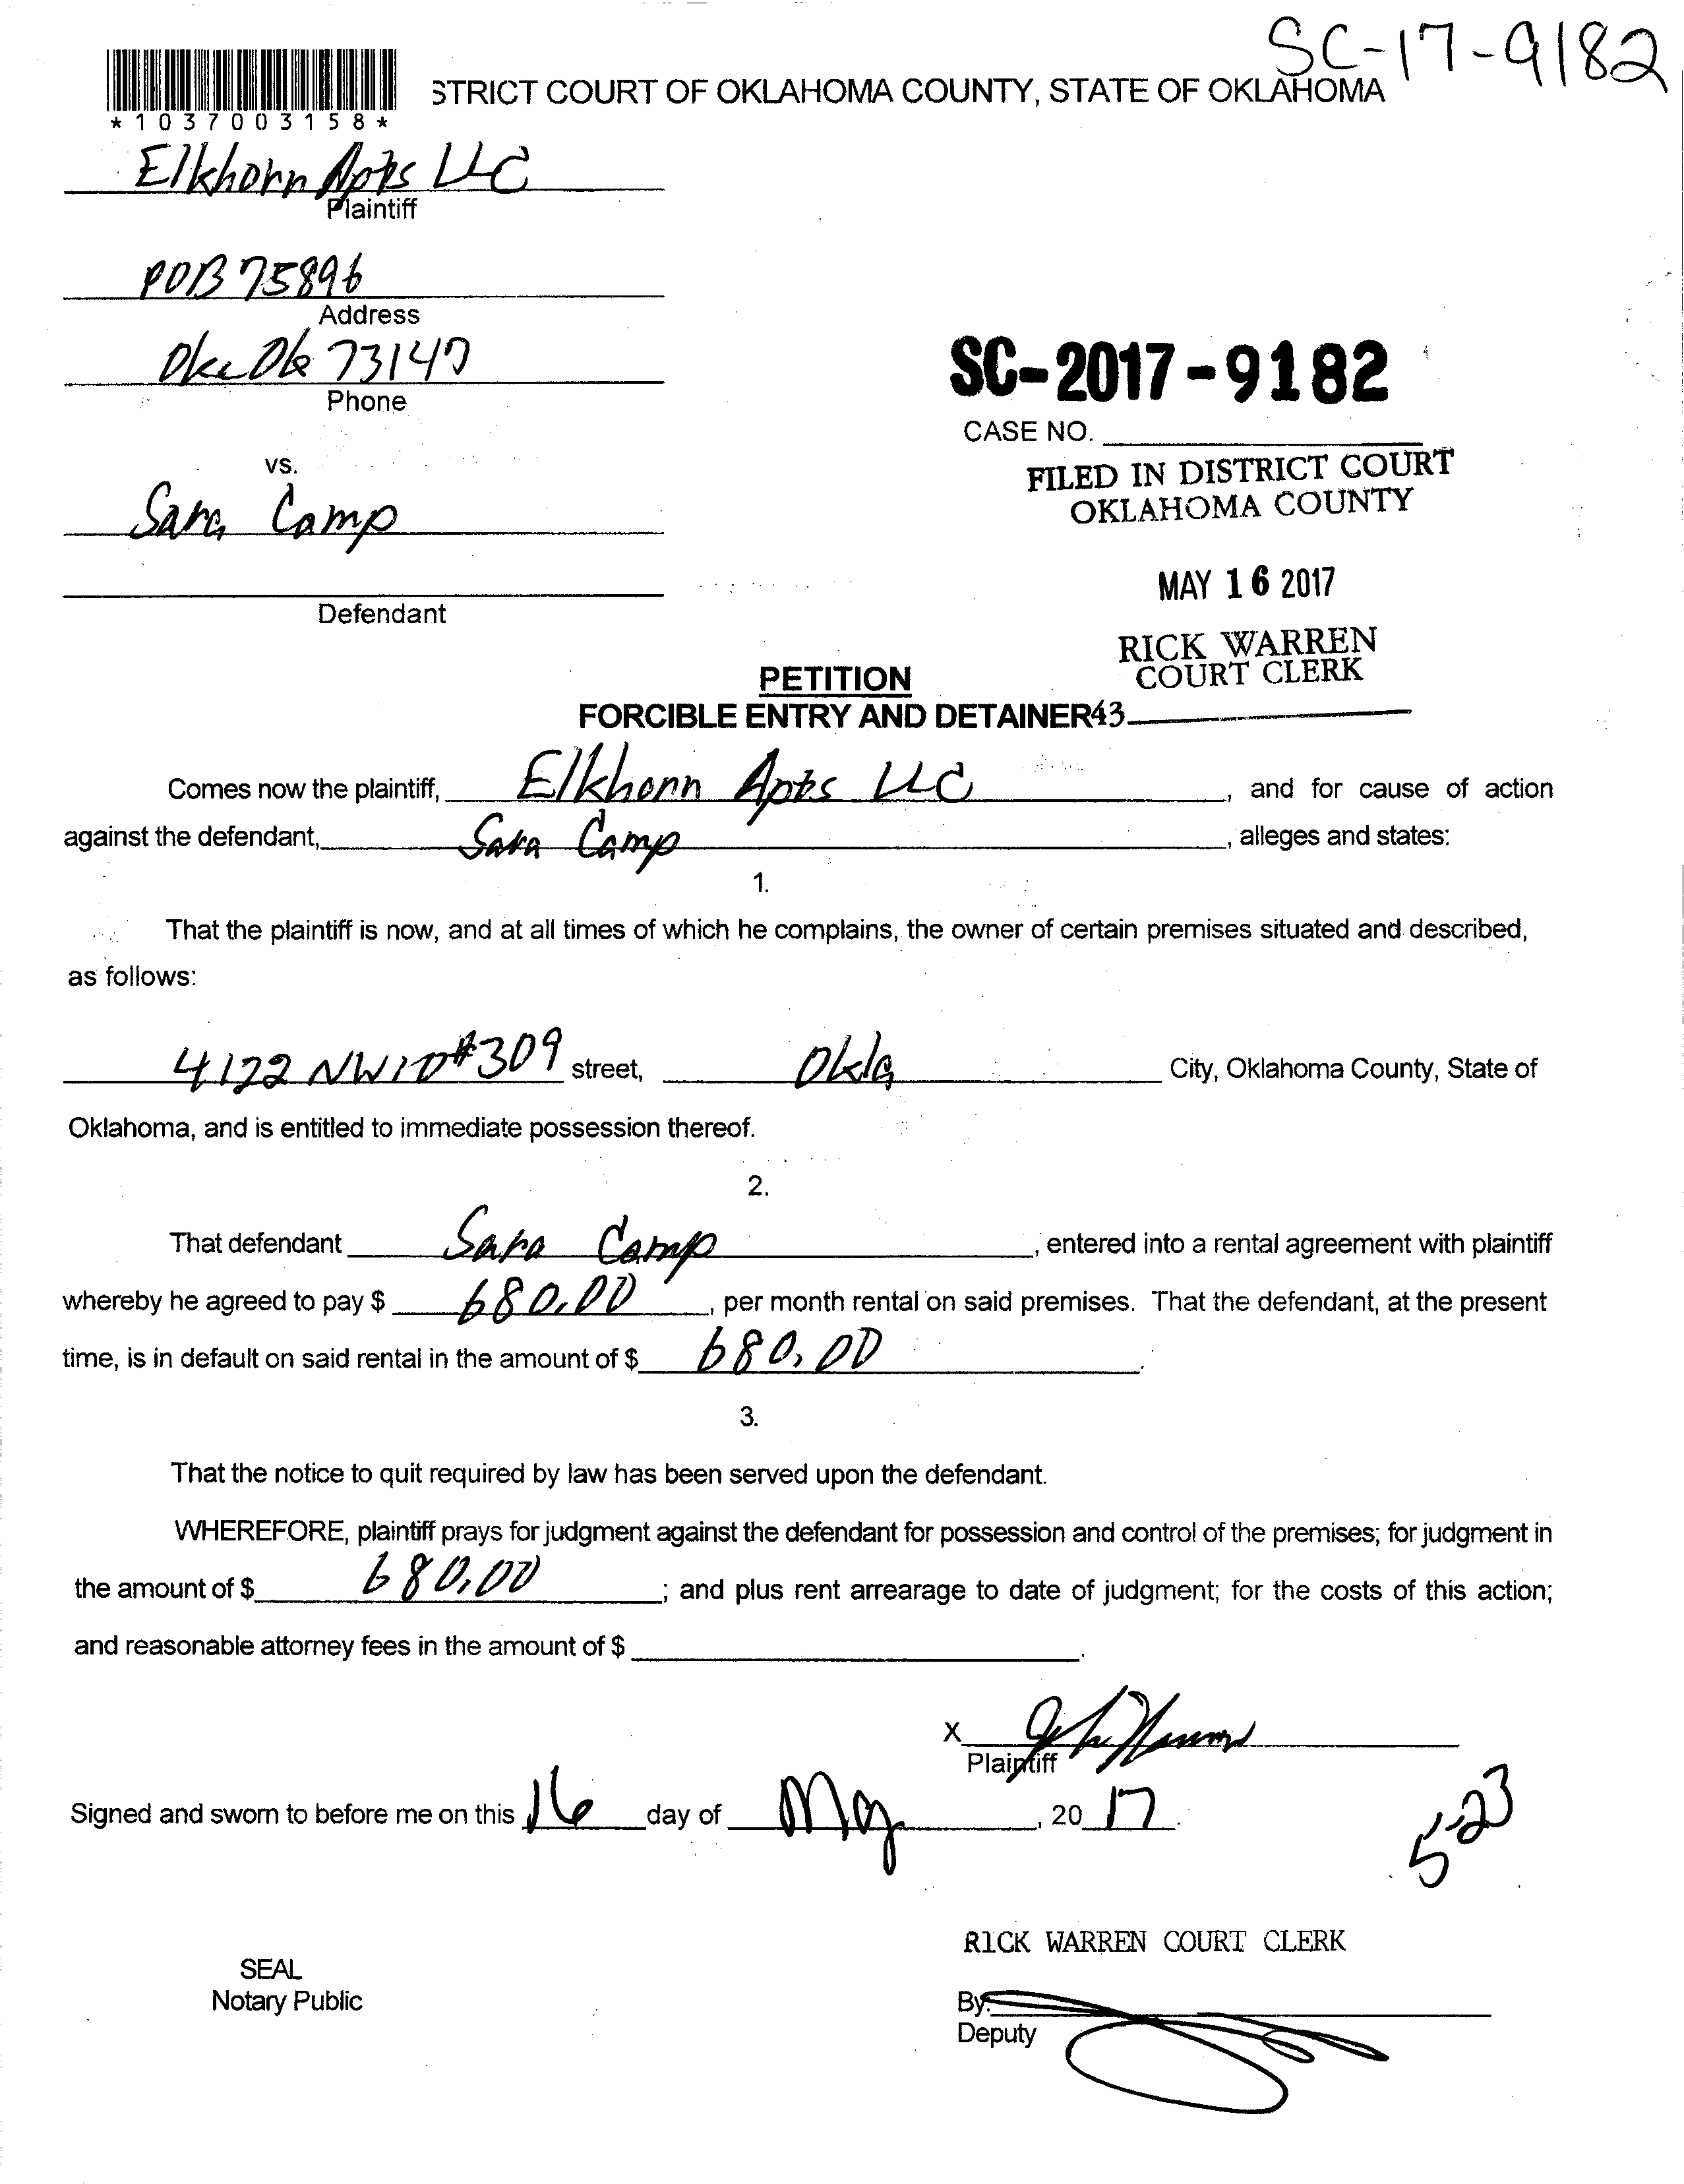 SC-17-9182
STRICT COURT OF OKLAHOMA COUNTY, STATE OF OKLAHOMA
*1037003158*
Elkhorn Apts LLC
Plaintiff
POB 75896
Address
Okc Ok 73147
Phone
SC-2017-9182
CASE NO.
vs.
FILED IN DISTRICT COURT
OKLAHOMA COUNTY
Sara Camp
MAY 16 2017
Defendant
RICK WARREN
COURT CLERK
PETITION
FORCIBLE ENTRY AND DETAINER43
Comes now the plaintiff, Elkhorn Apts LLC, and for cause of action
against the defendant, Sara Camp, alleges and states:
1.
That the plaintiff is now, and at all times of which he complains, the owner of certain premises situated and described,
as follows:
4122 NW10 #309 street, Okla City, Oklahoma County, State of
Oklahoma, and is entitled to immediate possession thereof.
2.
That defendant Sara Camp, entered into a rental agreement with plaintiff
whereby he agreed to pay $ 680.00, per month rental on said premises. That the defendant, at the present
time, is in default on said rental in the amount of $ 680.00.
3.
That the notice to quit required by law has been served upon the defendant.
WHEREFORE, plaintiff prays for judgment against the defendant for possession and control of the premises; for judgment in
the amount of $ 680.00; and plus rent arrearage to date of judgment; for the costs of this action;
and reasonable attorney fees in the amount of $ .
X
Plaintiff
Signed and sworn to before me on this 16 day of May, 20 17.
5-23
RICK WARREN COURT CLERK
SEAL
Notary Public
By:
Deputy